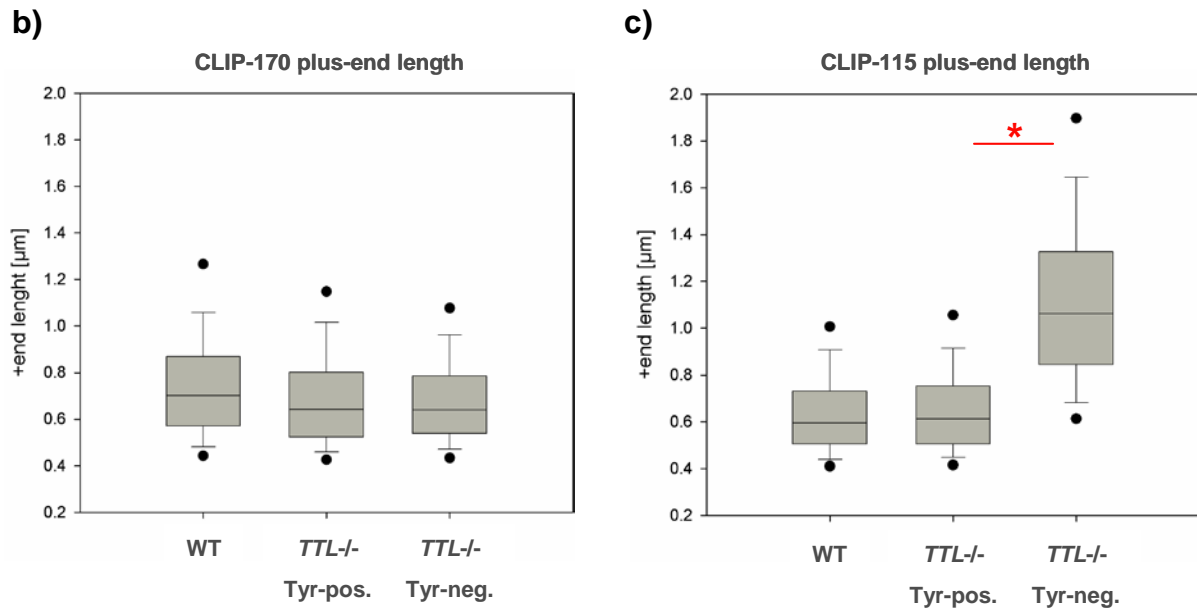 b)
CLIP-170 plus-end length
2.0
1.8
1.6
1.4
1.2
1.0
0.8
0.6
0.4
0.2
+end lenght [µm]
WT
TTL-/-
Tyr-pos.
TTL-/-
Tyr-neg.
c)
CLIP-115 plus-end length
2.0
1.8
1.6
1.4
1.2
1.0
0.8
0.6
0.4
0.2
+end length [µm]
*
WT
TTL-/-
Tyr-pos.
TTL-/-
Tyr-neg.